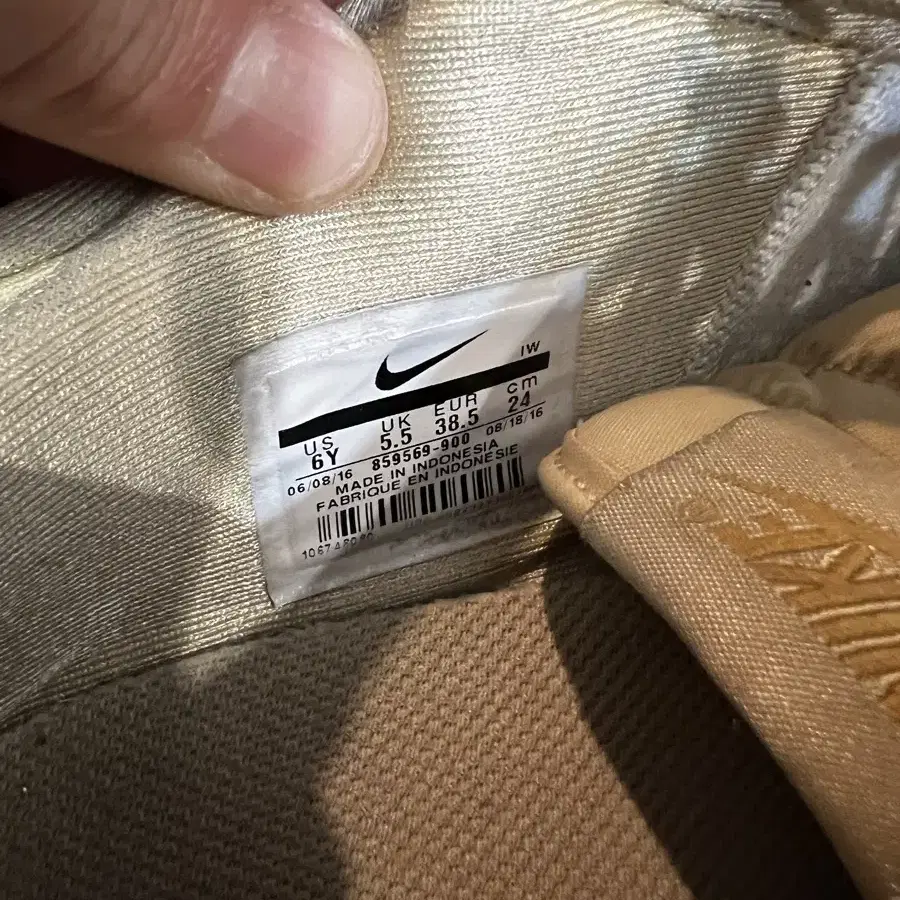 IW
US UK EUR cm
6Y 5.5 38.5 24
06/08/16 859569-900 08/18/16
MADE IN INDONESIA
FABRIQUE EN INDONESIE